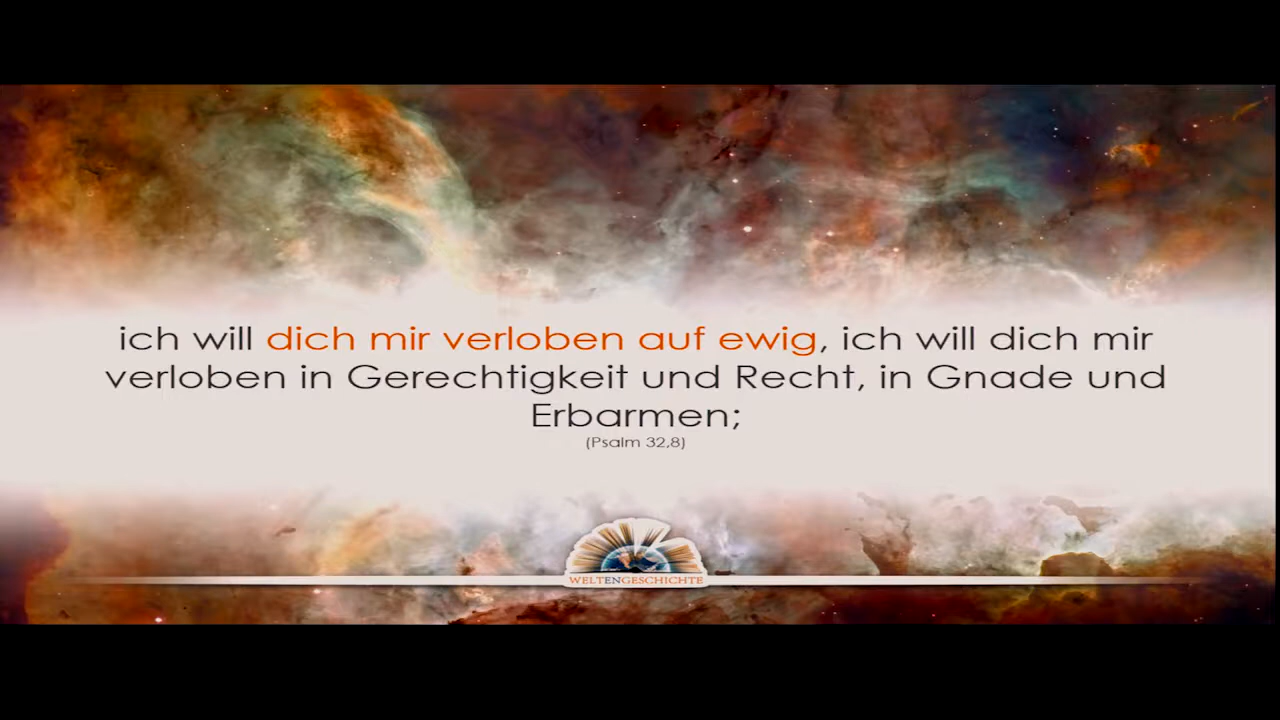 ich will dich mir verloben auf ewig, ich will dich mir
verloben in Gerechtigkeit und Recht, in Gnade und
Erbarmen;
(Psalm 32,8)
WELTENGESCHICHTE